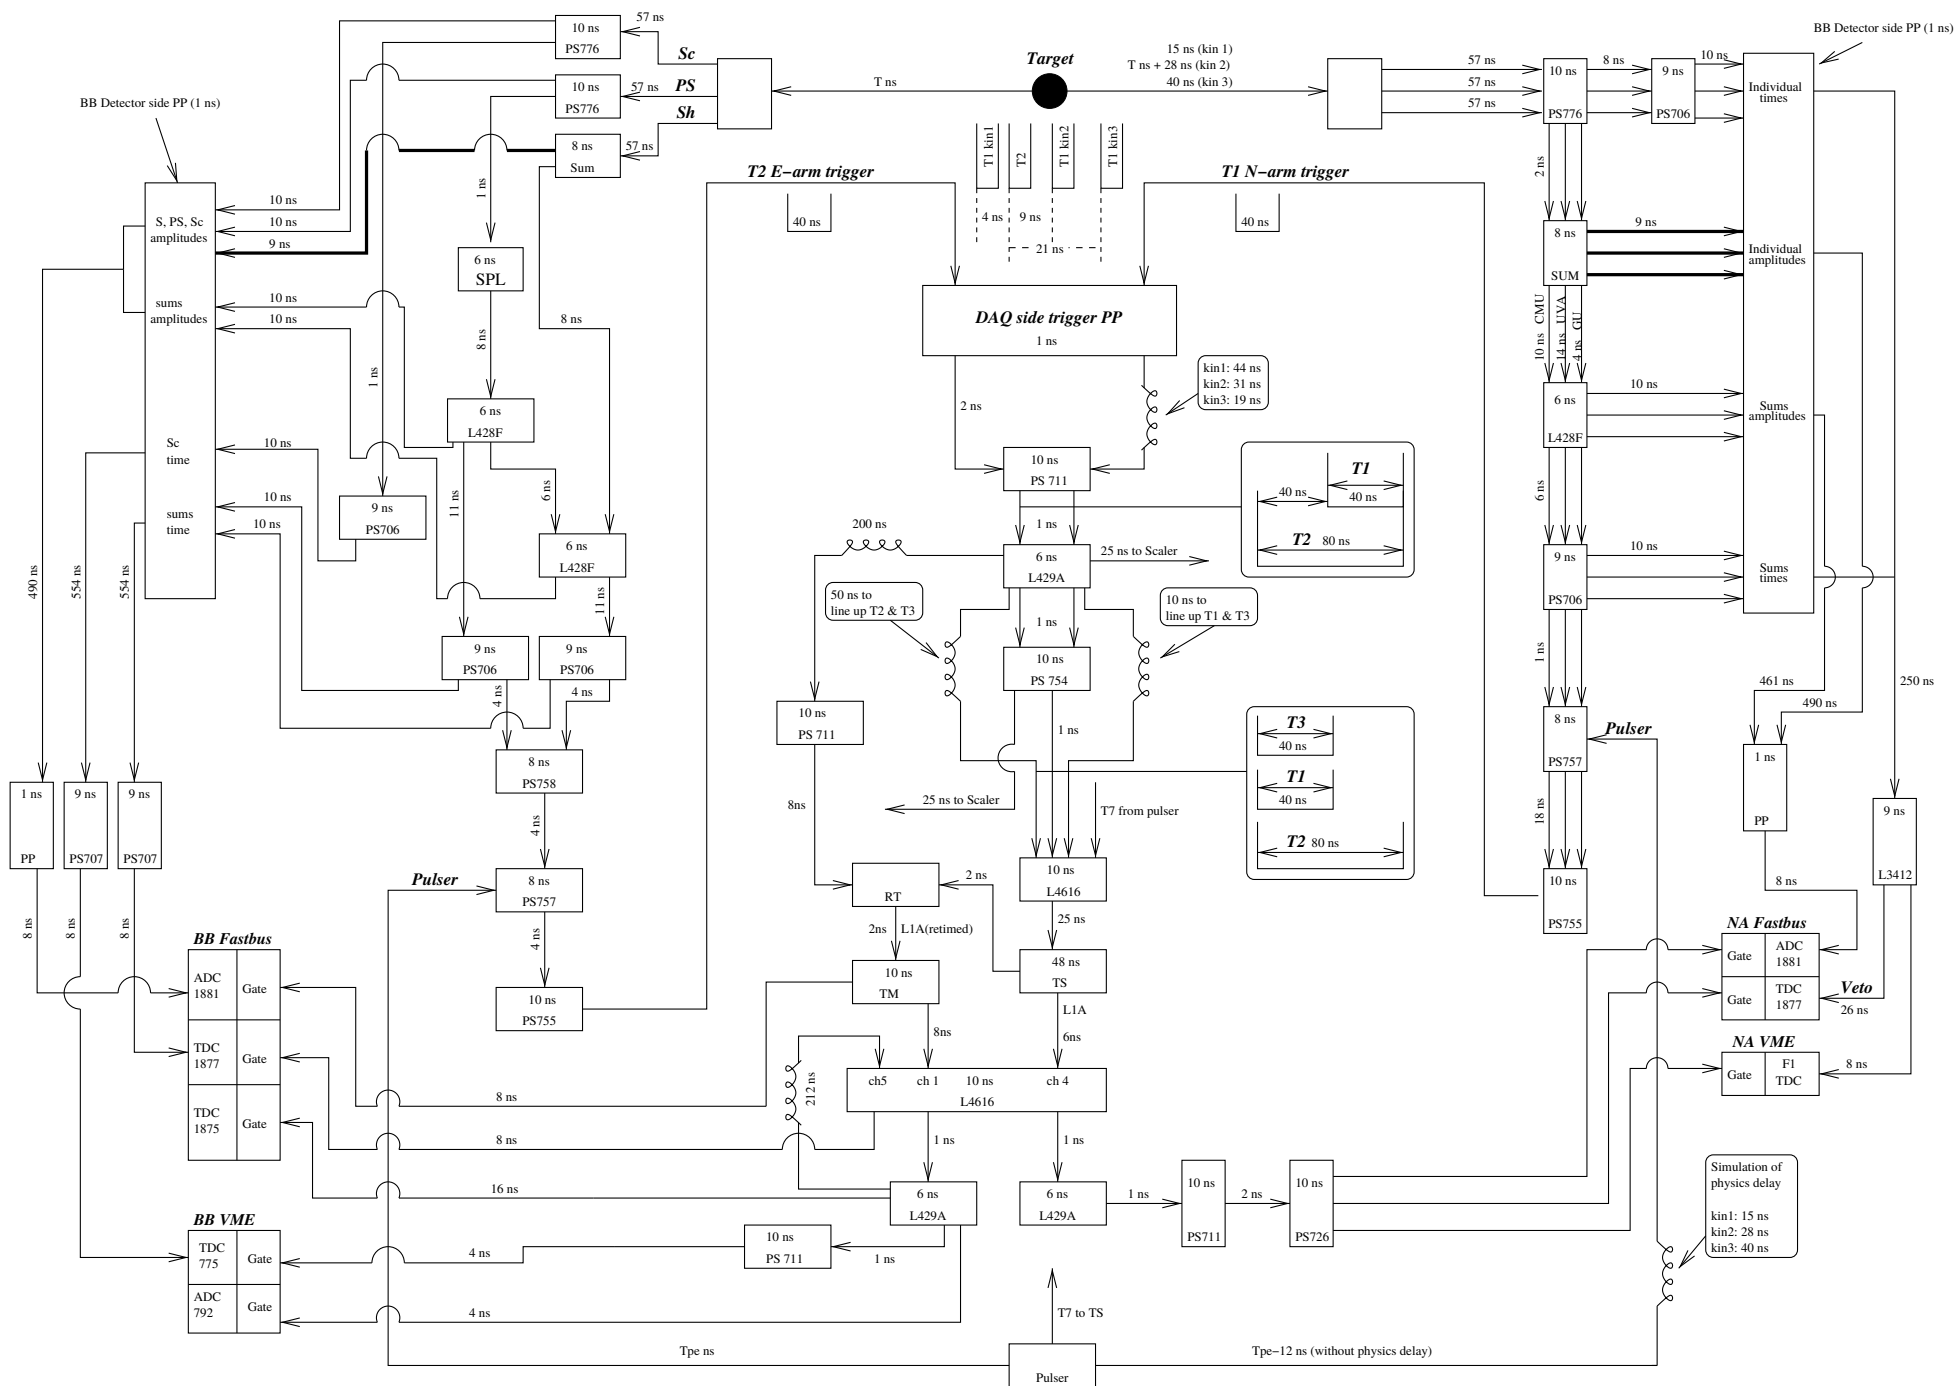 BB Detector side PP (1 ns)
57 ns
10 ns
PS776
Sc
PS
57 ns
10 ns
PS776
Sh
57 ns
8 ns
Sum
T ns
Target
15 ns (kin 1)
T ns + 28 ns (kin 2)
40 ns (kin 3)
57 ns
57 ns
57 ns
10 ns
PS776
8 ns
9 ns
PS706
10 ns
BB Detector side PP (1 ns)
Individual
times
T1 kin1
T2
T1 kin2
T1 kin3
4 ns
9 ns
21 ns
T2 E−arm trigger
40 ns
T1 N−arm trigger
40 ns
2 ns
8 ns
SUM
9 ns
Individual
amplitudes
10 ns CMU
14 ns UVA
4 ns GU
6 ns
L428F
10 ns
Sums
amplitudes
6 ns
9 ns
PS706
10 ns
Sums
times
1 ns
8 ns
PS757
Pulser
18 ns
10 ns
PS755
461 ns
490 ns
250 ns
1 ns
PP
9 ns
L3412
8 ns
NA Fastbus
Gate
ADC
1881
Gate
TDC
1877
Veto
26 ns
NA VME
Gate
F1
TDC
8 ns
S, PS, Sc
amplitudes
sums
amplitudes
Sc
time
sums
time
10 ns
10 ns
9 ns
10 ns
10 ns
10 ns
10 ns
10 ns
1 ns
6 ns
SPL
8 ns
8 ns
1 ns
6 ns
L428F
9 ns
PS706
11 ns
6 ns
6 ns
L428F
11 ns
9 ns
PS706
9 ns
PS706
4 ns
4 ns
8 ns
PS758
4 ns
8 ns
PS757
Pulser
4 ns
10 ns
PS755
490 ns
554 ns
554 ns
1 ns
PP
9 ns
PS707
9 ns
PS707
8 ns
8 ns
8 ns
BB Fastbus
ADC
1881
Gate
TDC
1877
Gate
TDC
1875
Gate
BB VME
TDC
775
Gate
ADC
792
Gate
DAQ side trigger PP
1 ns
2 ns
kin1: 44 ns
kin2: 31 ns
kin3: 19 ns
10 ns
PS 711
1 ns
T1
40 ns
40 ns
T2 80 ns
200 ns
6 ns
L429A
25 ns to Scaler
50 ns to
line up T2 & T3
10 ns to
line up T1 & T3
1 ns
10 ns
PS 754
1 ns
10 ns
PS 711
8ns
25 ns to Scaler
T7 from pulser
T3
40 ns
T1
40 ns
T2 80 ns
10 ns
L4616
25 ns
RT
2 ns
2ns
L1A(retimed)
10 ns
TM
48 ns
TS
L1A
8ns
6ns
ch5
ch 1
10 ns
ch 4
L4616
212 ns
8 ns
8 ns
16 ns
1 ns
1 ns
6 ns
L429A
6 ns
L429A
1 ns
10 ns
PS711
2 ns
10 ns
PS726
10 ns
PS 711
1 ns
4 ns
4 ns
T7 to TS
Pulser
Tpe ns
Tpe−12 ns (without physics delay)
Simulation of
physics delay
kin1: 15 ns
kin2: 28 ns
kin3: 40 ns